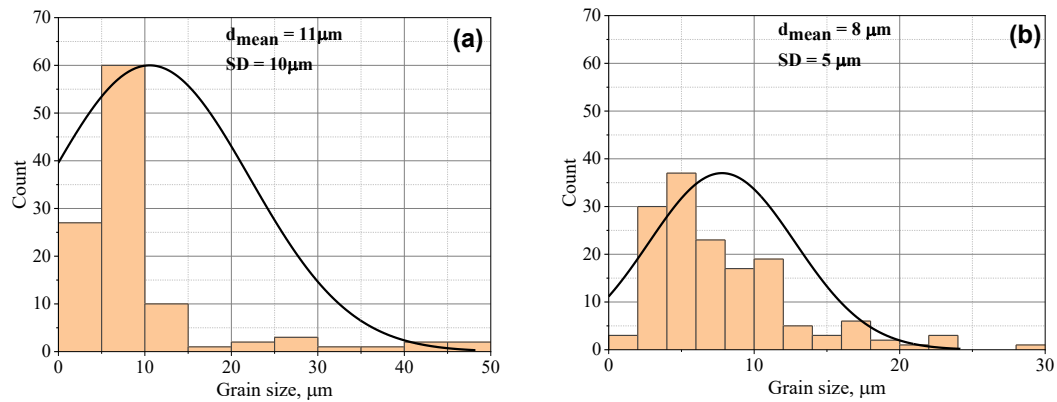 (a)
d_mean = 11μm
SD = 10μm
70
60
50
40
30
20
10
0
Count
0 10 20 30 40 50
Grain size, μm
(b)
d_mean = 8 μm
SD = 5 μm
70
60
50
40
30
20
10
0
Count
0 10 20 30
Grain size, μm